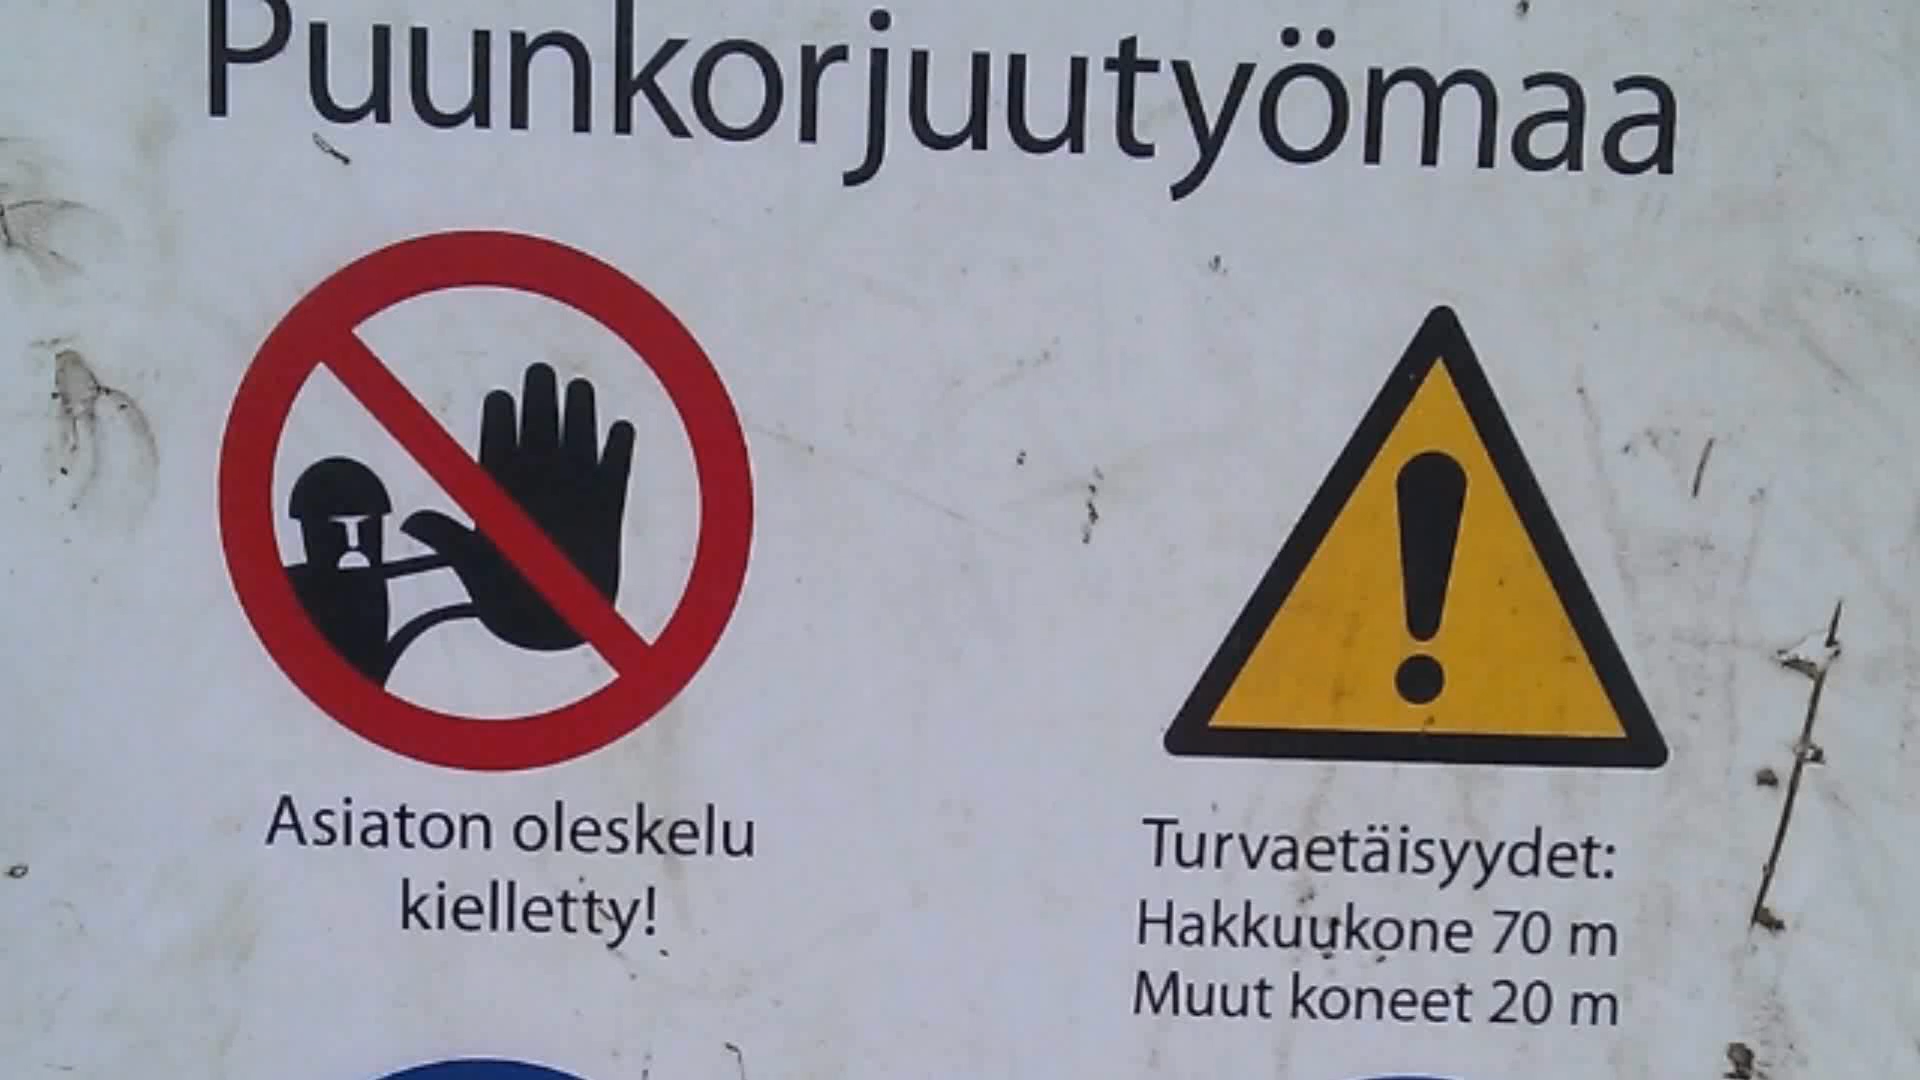 Puunkorjuutyömaa
Asiaton oleskelu
kielletty!
Turvaetäisyydet:
Hakkuukone 70 m
Muut koneet 20 m